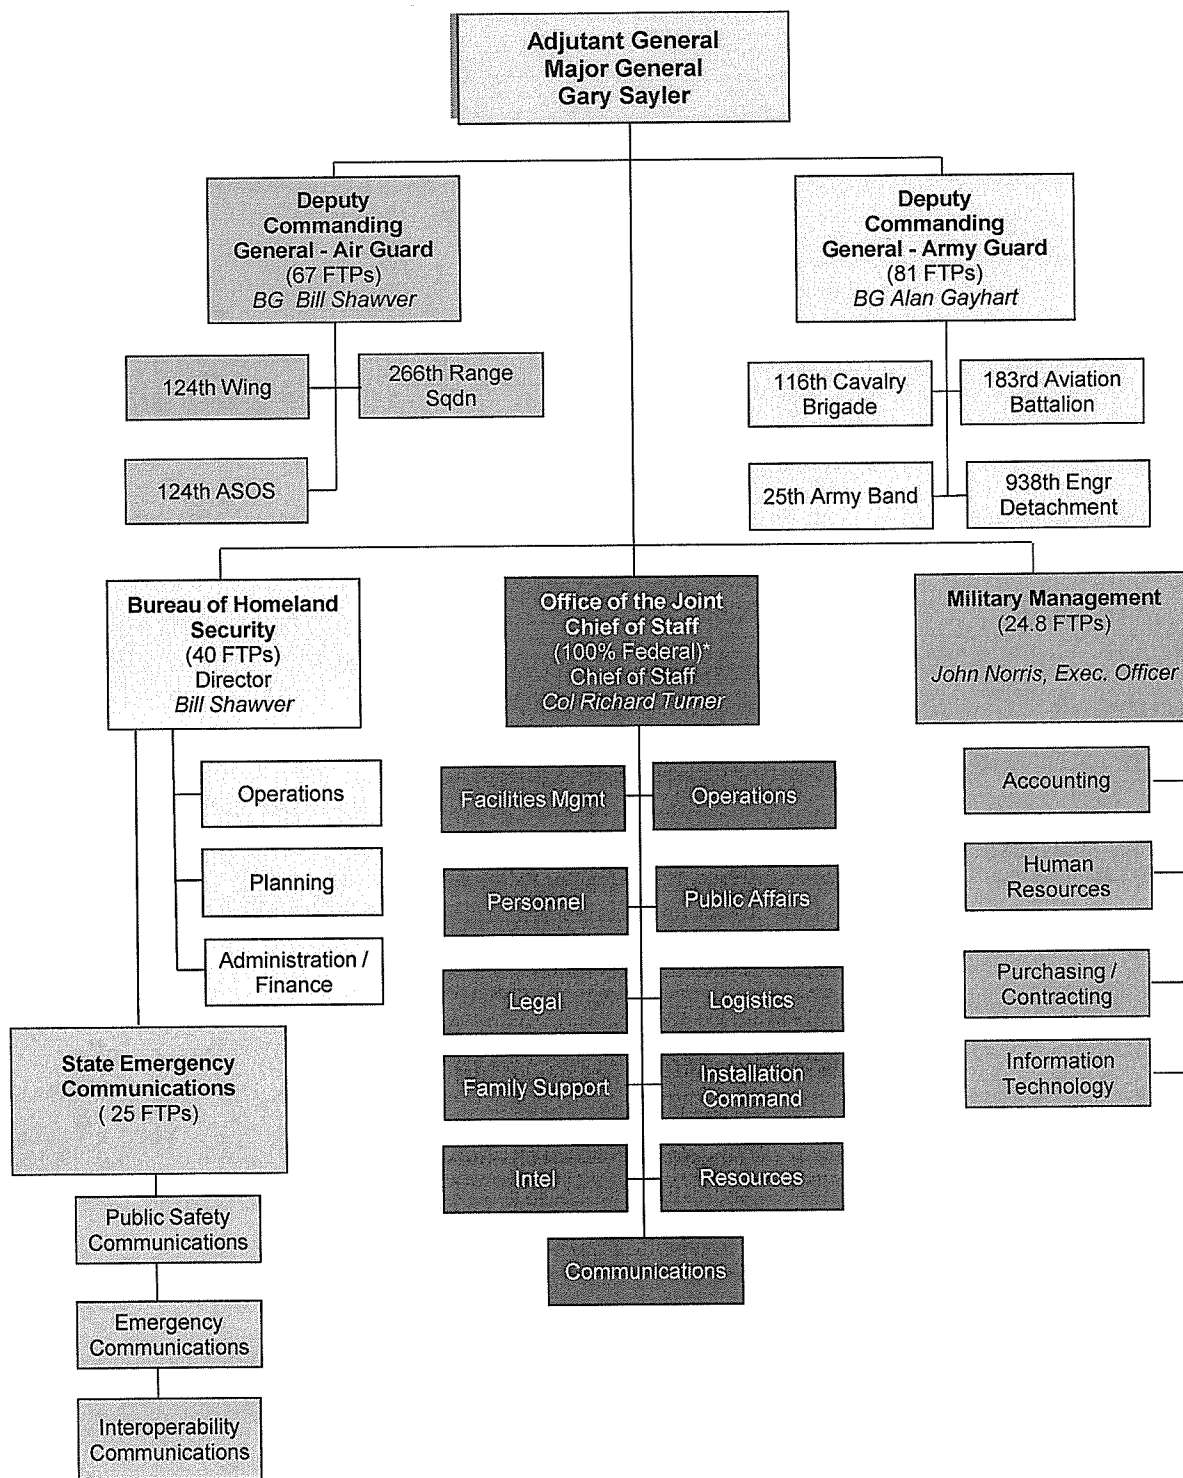 Adjutant General
Major General
Gary Sayler
Deputy
Commanding
General - Air Guard
(67 FTPs)
BG Bill Shawver
Deputy
Commanding
General - Army Guard
(81 FTPs)
BG Alan Gayhart
124th Wing
266th Range
Sqdn
124th ASOS
116th Cavalry
Brigade
183rd Aviation
Battalion
25th Army Band
938th Engr
Detachment
Bureau of Homeland
Security
(40 FTPs)
Director
Bill Shawver
Office of the Joint
Chief of Staff
(100% Federal)*
Chief of Staff
Col Richard Turner
Military Management
(24.8 FTPs)
John Norris, Exec. Officer
Operations
Planning
Administration /
Finance
State Emergency
Communications
( 25 FTPs)
Public Safety
Communications
Emergency
Communications
Interoperability
Communications
Facilities Mgmt
Operations
Personnel
Public Affairs
Legal
Logistics
Family Support
Installation
Command
Intel
Resources
Communications
Accounting
Human
Resources
Purchasing /
Contracting
Information
Technology